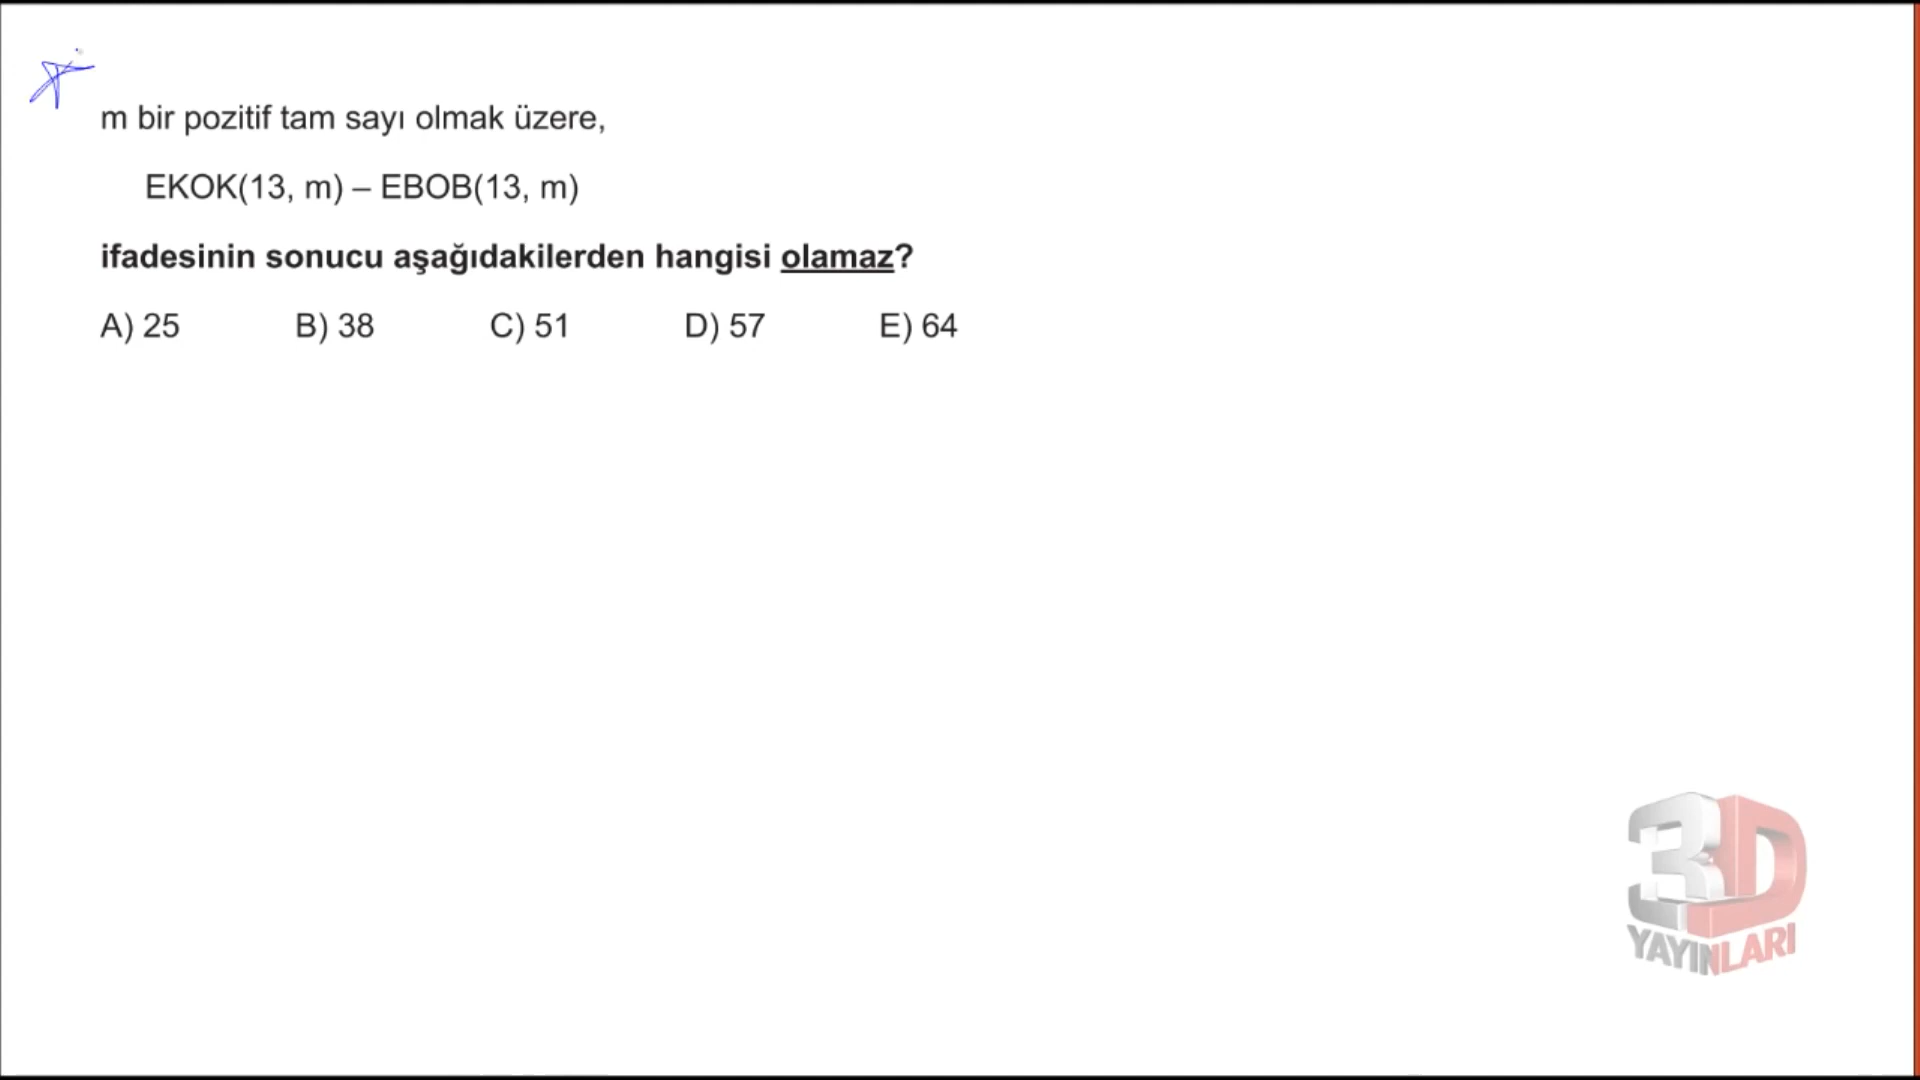 m bir pozitif tam sayı olmak üzere,
EKOK(13, m) – EBOB(13, m)
ifadesinin sonucu aşağıdakilerden hangisi olamaz?
A) 25 B) 38 C) 51 D) 57 E) 64
3D
YAYINLARI